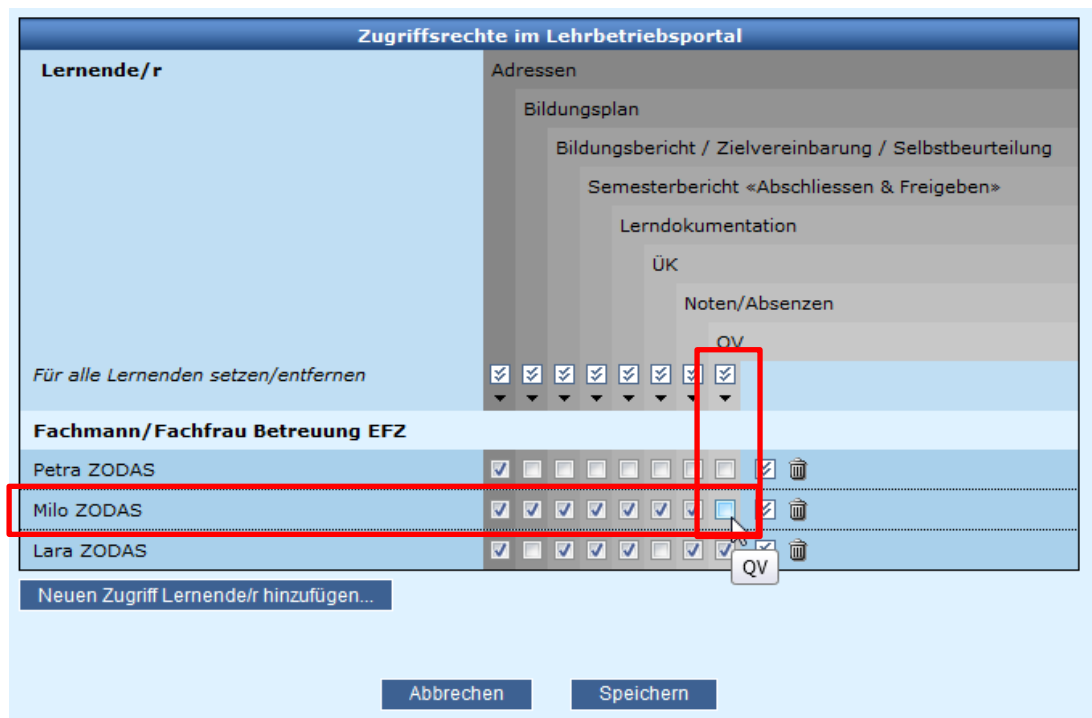 Zugriffsrechte im Lehrbetriebsportal
Lernende/r
Adressen
Bildungsplan
Bildungsbericht / Zielvereinbarung / Selbstbeurteilung
Semesterbericht «Abschliessen & Freigeben»
Lerndokumentation
ÜK
Noten/Absenzen
QV
Für alle Lernenden setzen/entfernen
Fachmann/Fachfrau Betreuung EFZ
Petra ZODAS
Milo ZODAS
Lara ZODAS
QV
Neuen Zugriff Lernende/r hinzufügen...
Abbrechen Speichern